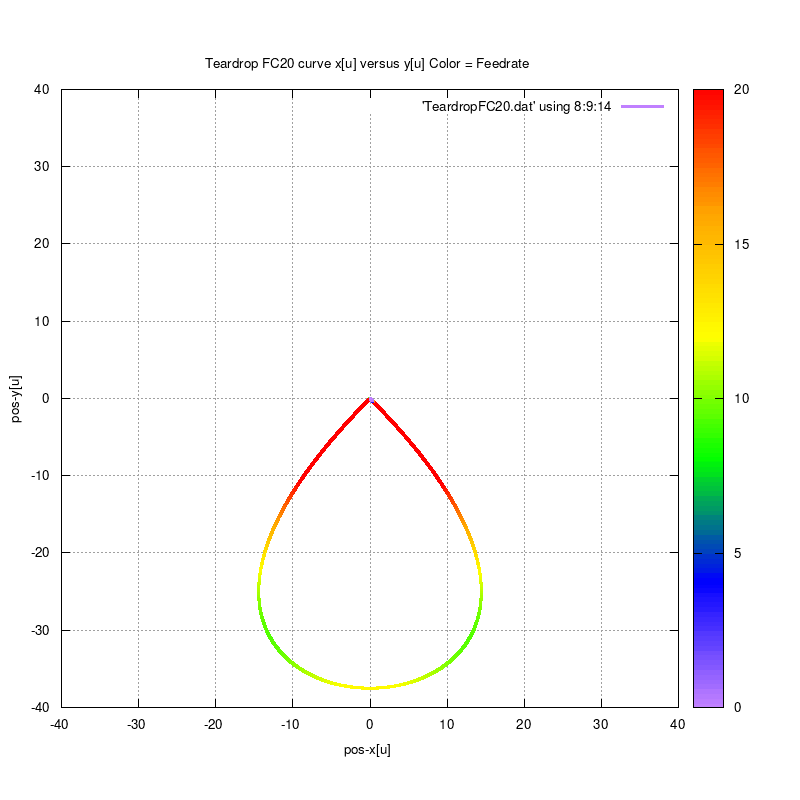 Teardrop FC20 curve x[u] versus y[u] Color = Feedrate
'TeardropFC20.dat' using 8:9:14
40
30
20
10
0
-10
-20
-30
-40
pos-y[u]
-40 -30 -20 -10 0 10 20 30 40
pos-x[u]
20
15
10
5
0